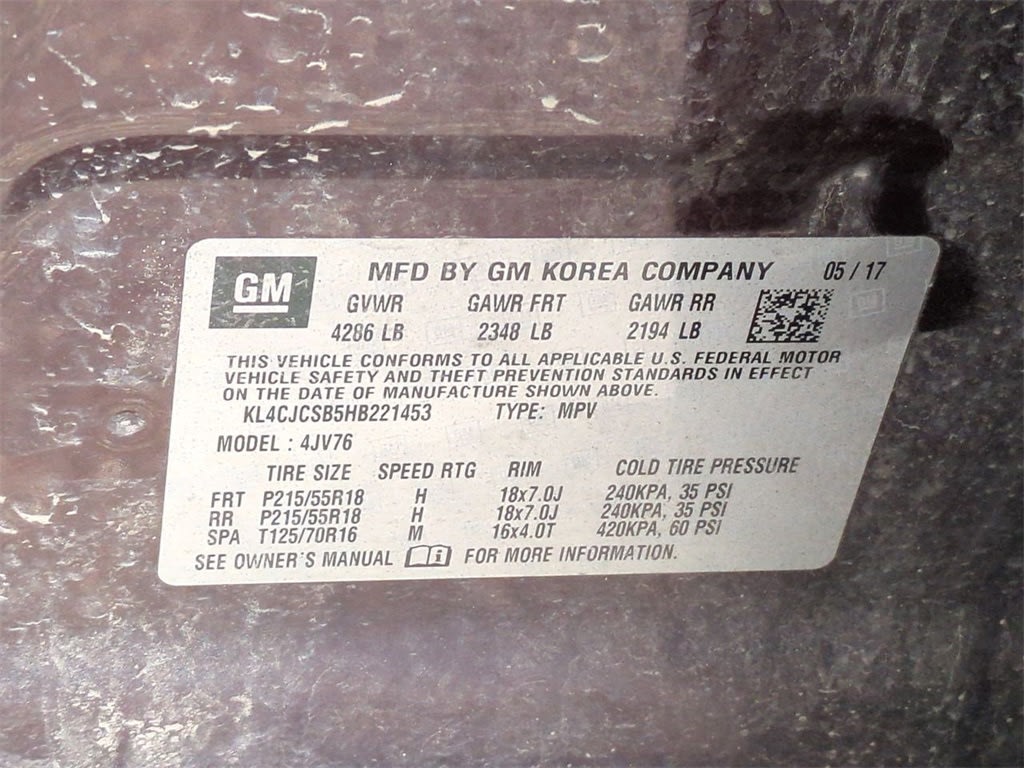 GM MFD BY GM KOREA COMPANY 05 / 17
GVWR GAWR FRT GAWR RR
4286 LB 2348 LB 2194 LB
THIS VEHICLE CONFORMS TO ALL APPLICABLE U.S. FEDERAL MOTOR
VEHICLE SAFETY AND THEFT PREVENTION STANDARDS IN EFFECT
ON THE DATE OF MANUFACTURE SHOWN ABOVE.
KL4CJCSB5HB221453 TYPE: MPV
MODEL : 4JV76
TIRE SIZE SPEED RTG RIM COLD TIRE PRESSURE
FRT P215/55R18 H 18x7.0J 240KPA, 35 PSI
RR P215/55R18 H 18x7.0J 240KPA, 35 PSI
SPA T125/70R16 M 16x4.0T 420KPA, 60 PSI
SEE OWNER'S MANUAL FOR MORE INFORMATION.